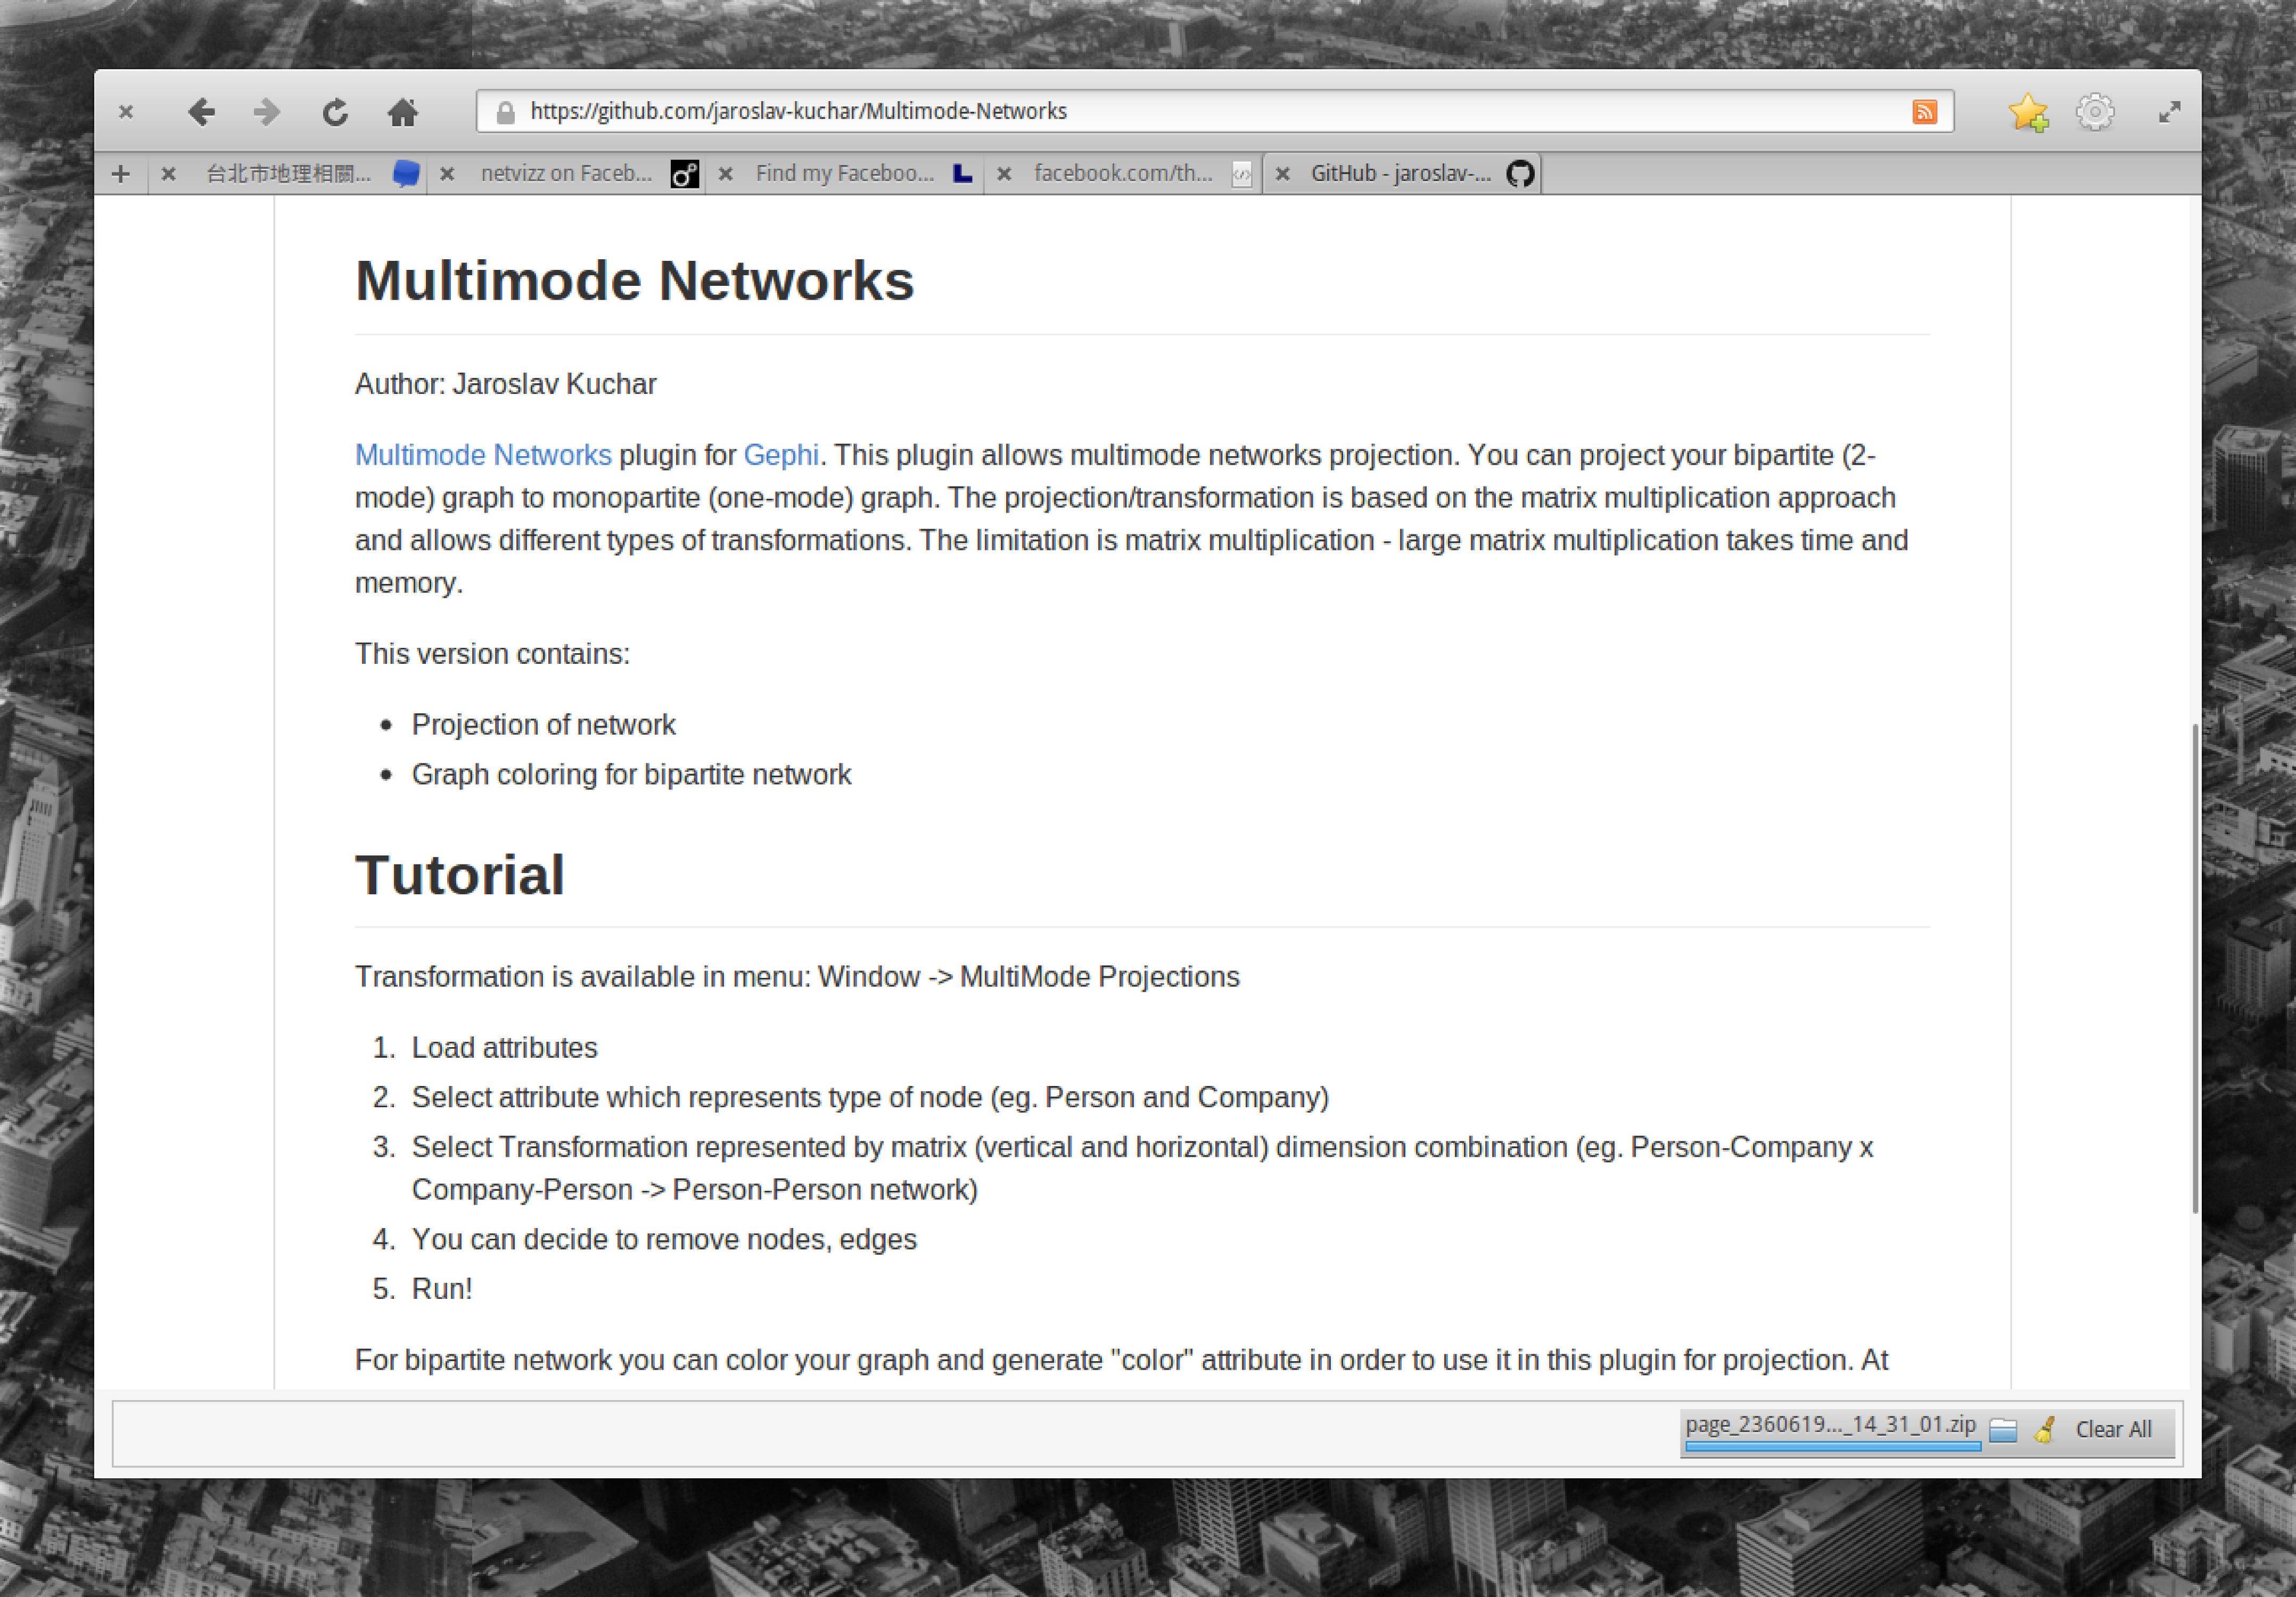 https://github.com/jaroslav-kuchar/Multimode-Networks
台北市地理相關...
netvizz on Faceb...
Find my Faceboo...
facebook.com/th...
GitHub - jaroslav-...
Multimode Networks
Author: Jaroslav Kuchar
Multimode Networks plugin for Gephi. This plugin allows multimode networks projection. You can project your bipartite (2-
mode) graph to monopartite (one-mode) graph. The projection/transformation is based on the matrix multiplication approach
and allows different types of transformations. The limitation is matrix multiplication - large matrix multiplication takes time and
memory.
This version contains:
• Projection of network
• Graph coloring for bipartite network
Tutorial
Transformation is available in menu: Window -> MultiMode Projections
1. Load attributes
2. Select attribute which represents type of node (eg. Person and Company)
3. Select Transformation represented by matrix (vertical and horizontal) dimension combination (eg. Person-Company x
Company-Person -> Person-Person network)
4. You can decide to remove nodes, edges
5. Run!
For bipartite network you can color your graph and generate "color" attribute in order to use it in this plugin for projection. At
page_2360619..._14_31_01.zip
Clear All